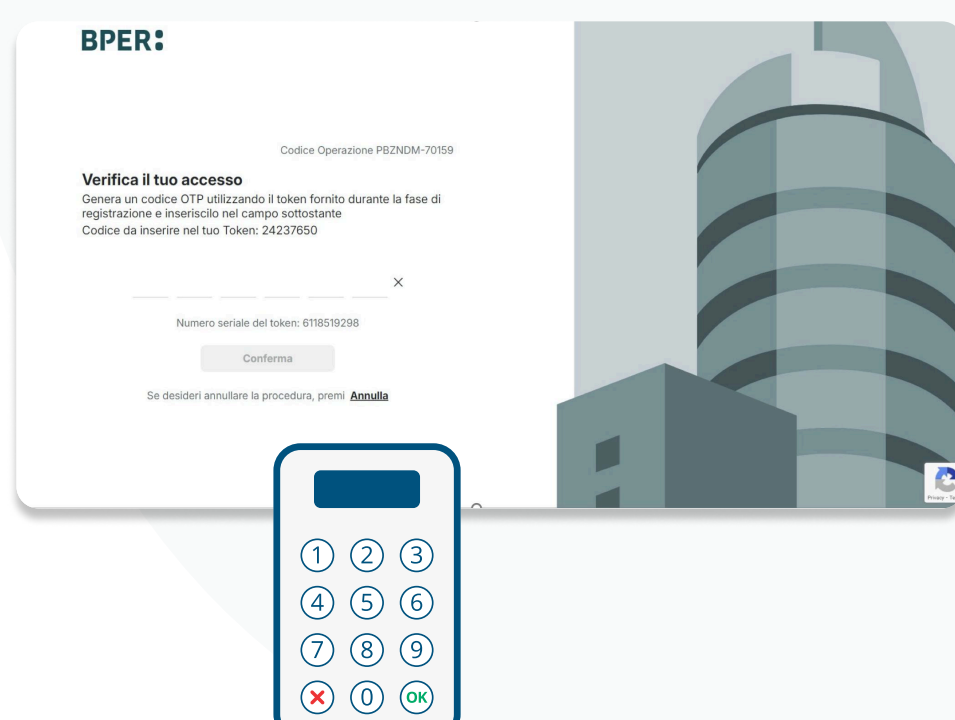 BPER:
Codice Operazione PBZNDM-70159
Verifica il tuo accesso
Genera un codice OTP utilizzando il token fornito durante la fase di
registrazione e inseriscilo nel campo sottostante
Codice da inserire nel tuo Token: 24237650
Numero seriale del token: 6118519298
Conferma
Se desideri annullare la procedura, premi Annulla
Privacy - Te
1 2 3
4 5 6
7 8 9
0 OK